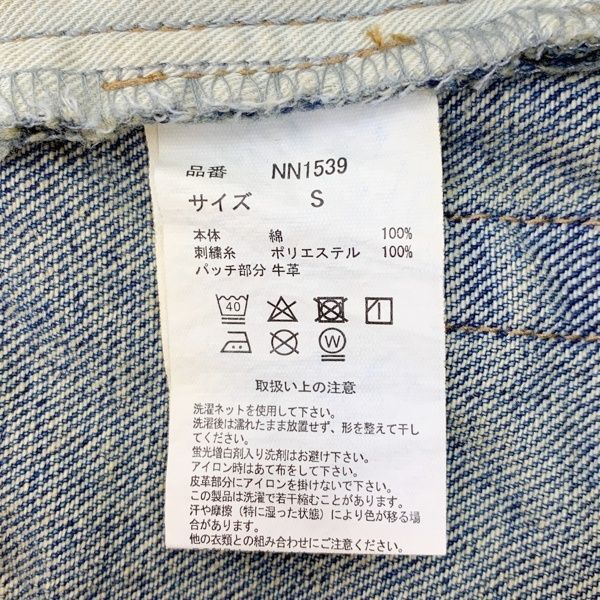 品番 NN1539
サイズ S
本体 綿 100%
刺繍糸 ポリエステル 100%
パッチ部分 牛革
40
W
取扱い上の注意
洗濯ネットを使用して下さい。
洗濯後は濡れたまま放置せず、形を整えて干し
てください。
蛍光増白剤入り洗剤はお避け下さい。
アイロン時はあて布をして下さい。
皮革部分にアイロンを掛けないで下さい。
この製品は洗濯で若干縮むことがあります。
汗や摩擦（特に湿った状態）により色が移る場
合があります。
他の衣類との組み合わせにご注意下さい。